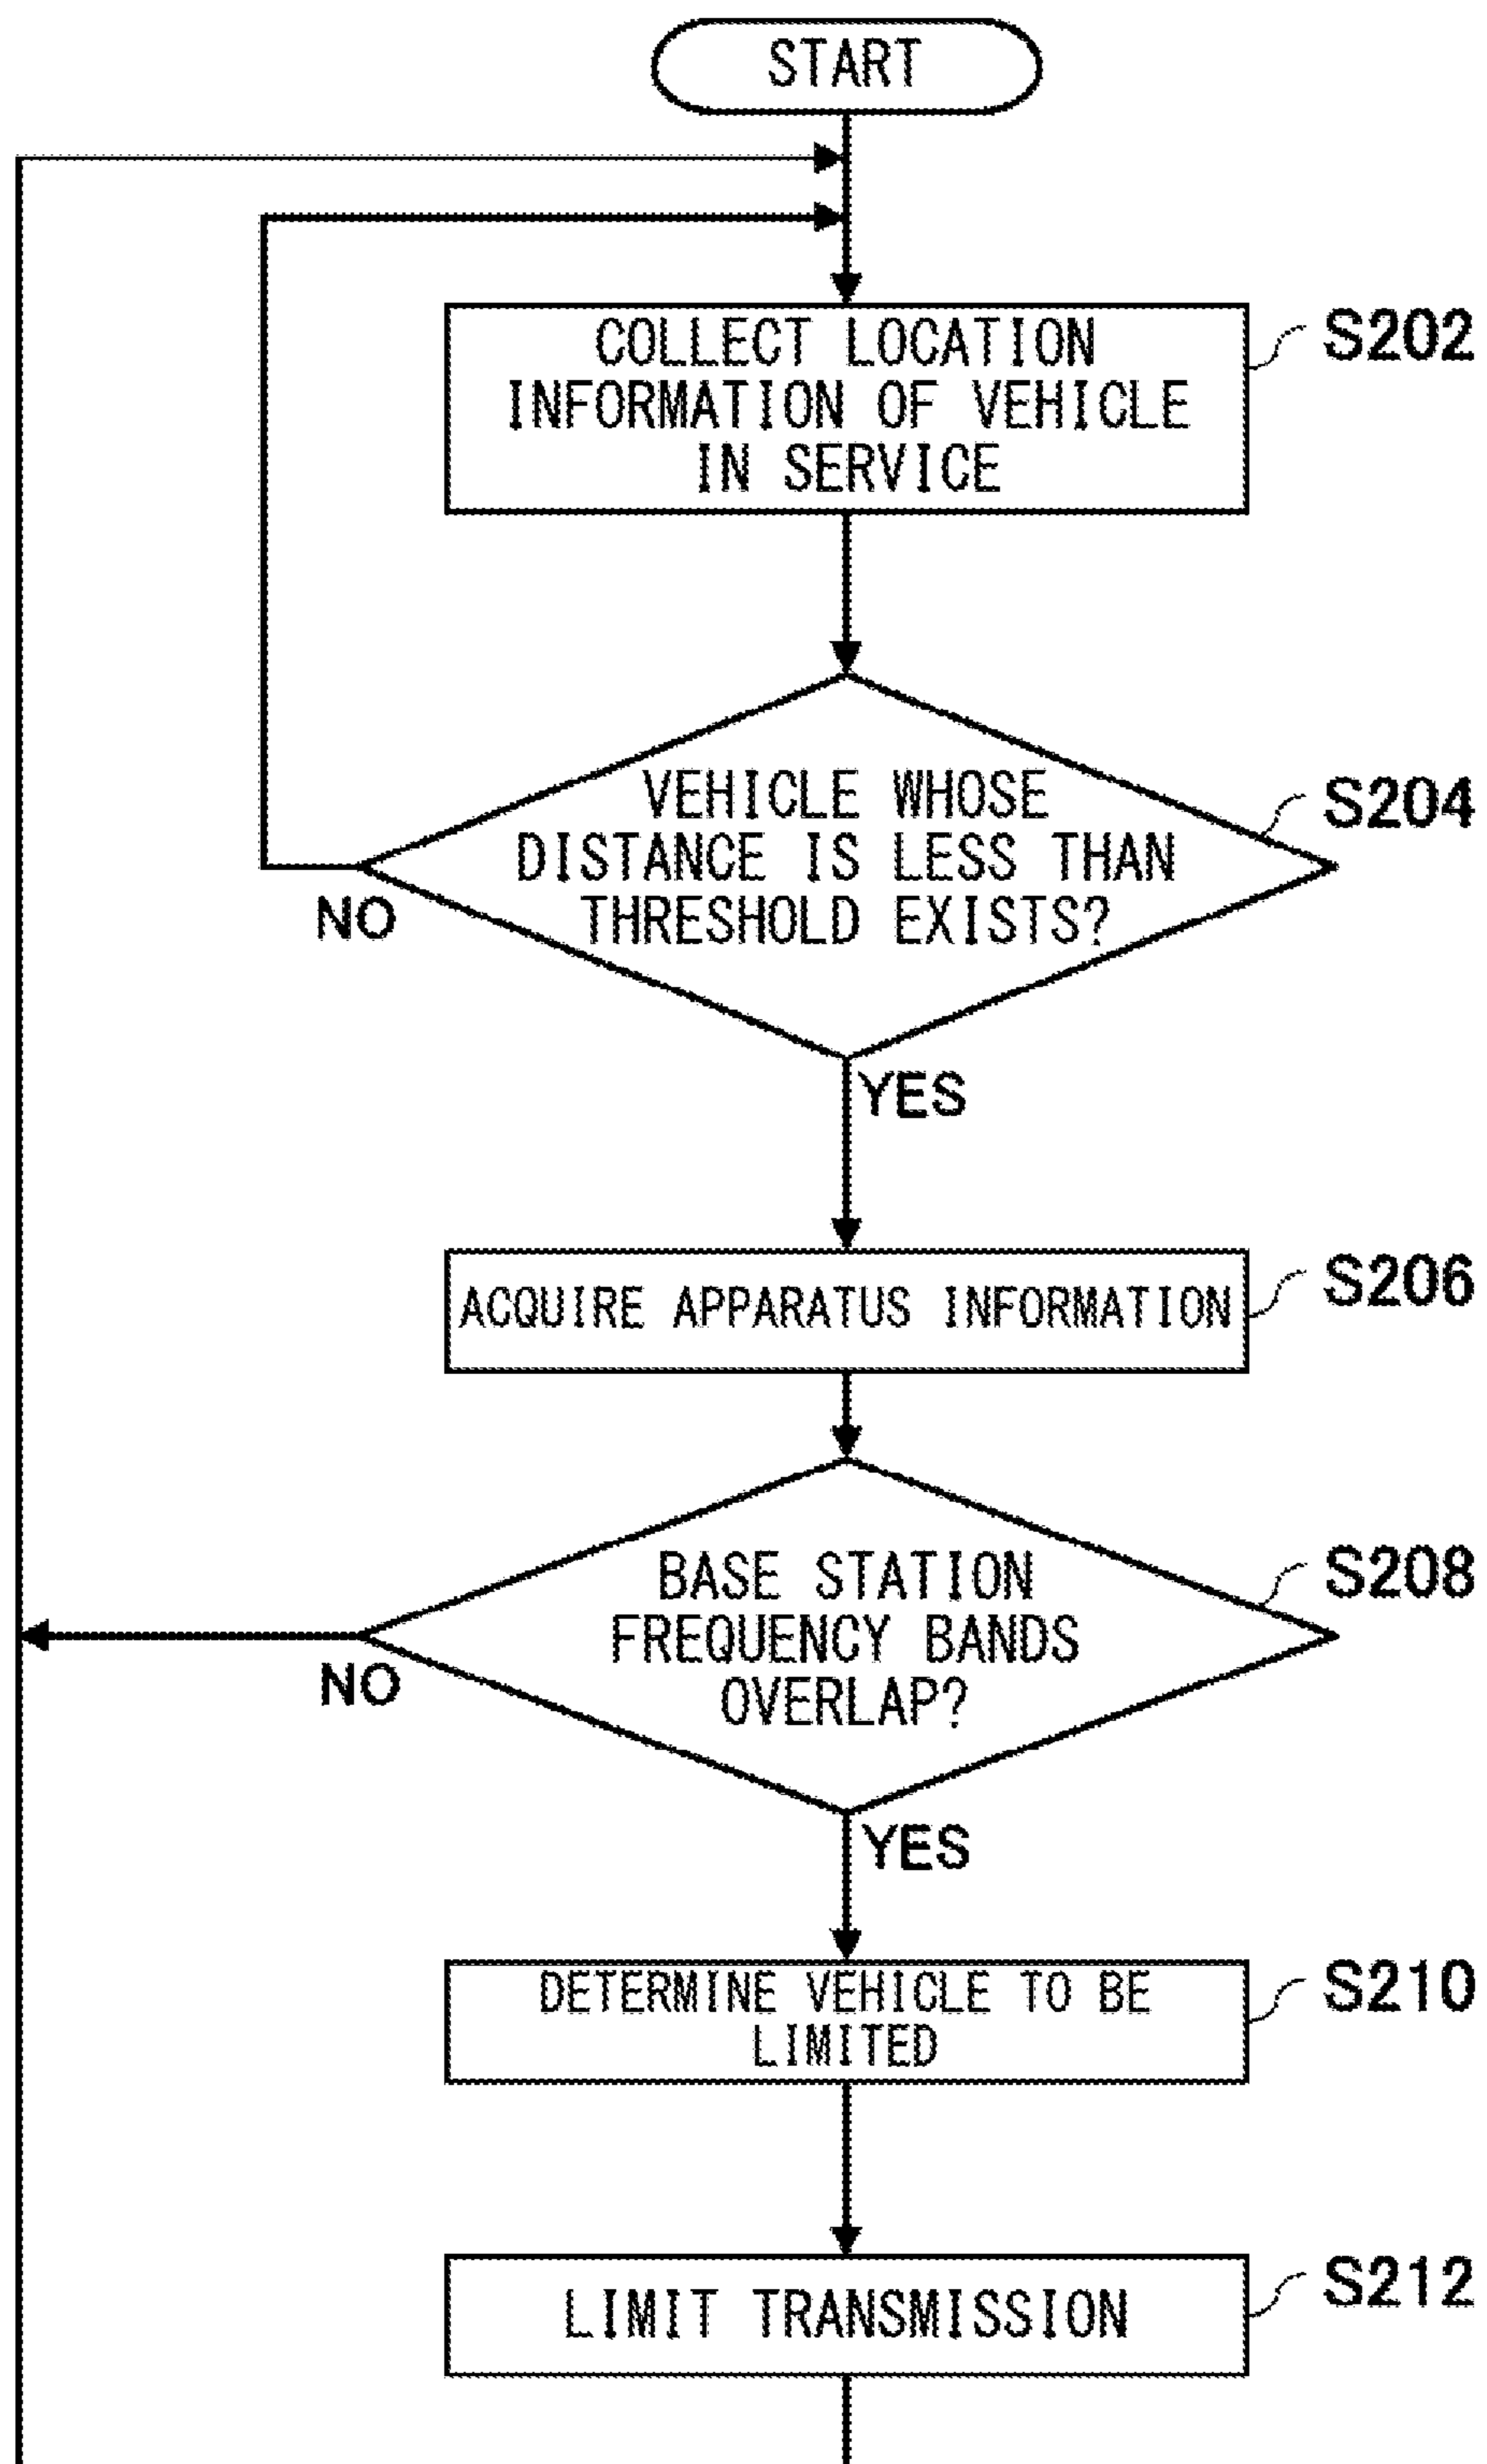 START
COLLECT LOCATION
INFORMATION OF VEHICLE
IN SERVICE
S202
VEHICLE WHOSE
DISTANCE IS LESS THAN
THRESHOLD EXISTS?
S204
NO
YES
ACQUIRE APPARATUS INFORMATION
S206
BASE STATION
FREQUENCY BANDS
OVERLAP?
S208
NO
YES
DETERMINE VEHICLE TO BE
LIMITED
S210
LIMIT TRANSMISSION
S212